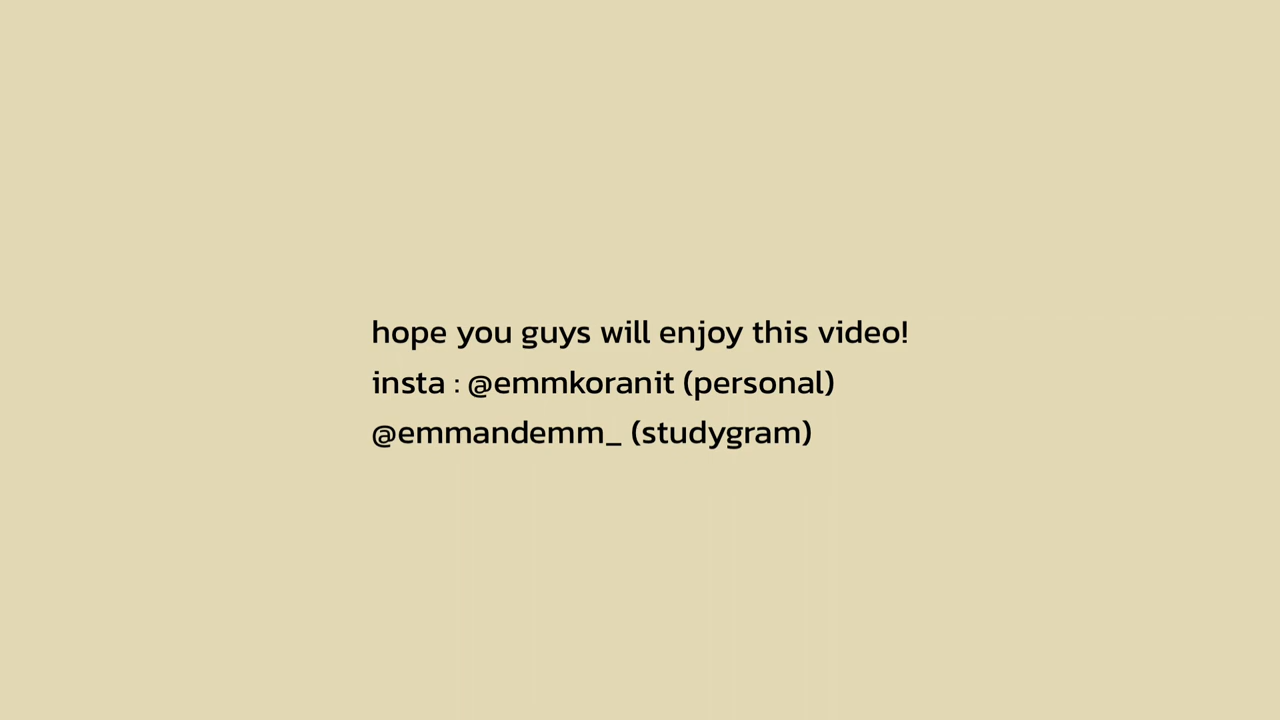 hope you guys will enjoy this video!
insta : @emmkoranit (personal)
@emmandemm_ (studygram)